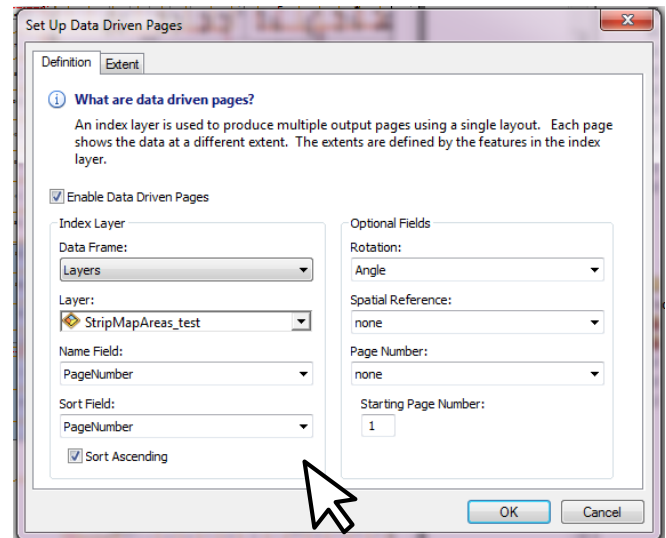 Set Up Data Driven Pages
Definition Extent
What are data driven pages?
An index layer is used to produce multiple output pages using a single layout. Each page
shows the data at a different extent. The extents are defined by the features in the index
layer.
Enable Data Driven Pages
Index Layer
Data Frame:
Layers
Layer:
StripMapAreas_test
Name Field:
PageNumber
Sort Field:
PageNumber
Sort Ascending
Optional Fields
Rotation:
Angle
Spatial Reference:
none
Page Number:
none
Starting Page Number:
1
OK Cancel